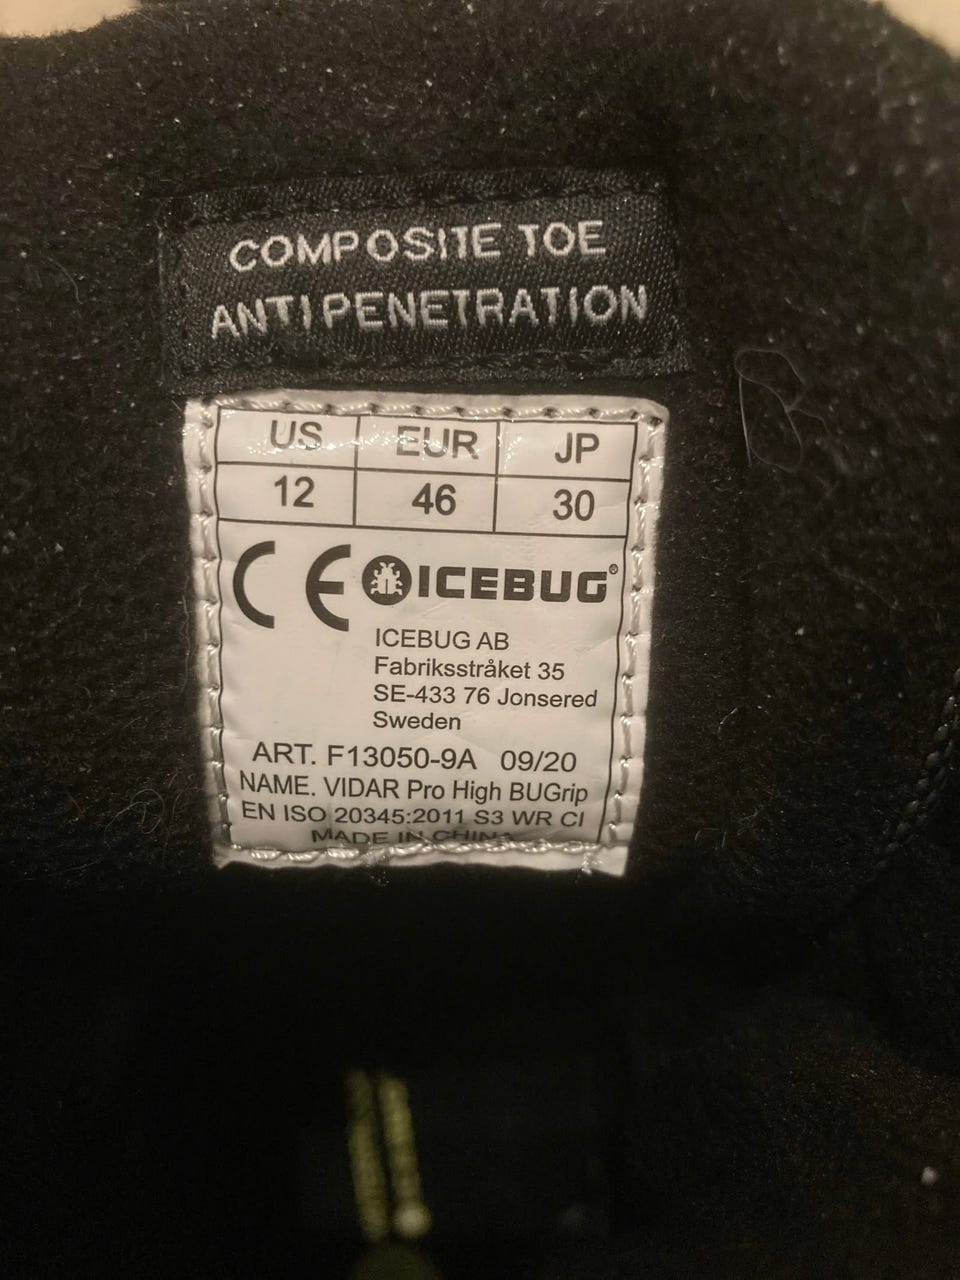 COMPOSITE TOE
ANTIPENETRATION
US EUR JP
12 46 30
CE ICEBUG®
ICEBUG AB
Fabriksstråket 35
SE-433 76 Jonsered
Sweden
ART. F13050-9A 09/20
NAME. VIDAR Pro High BUGrip
EN ISO 20345:2011 S3 WR CI
MADE IN CHINA